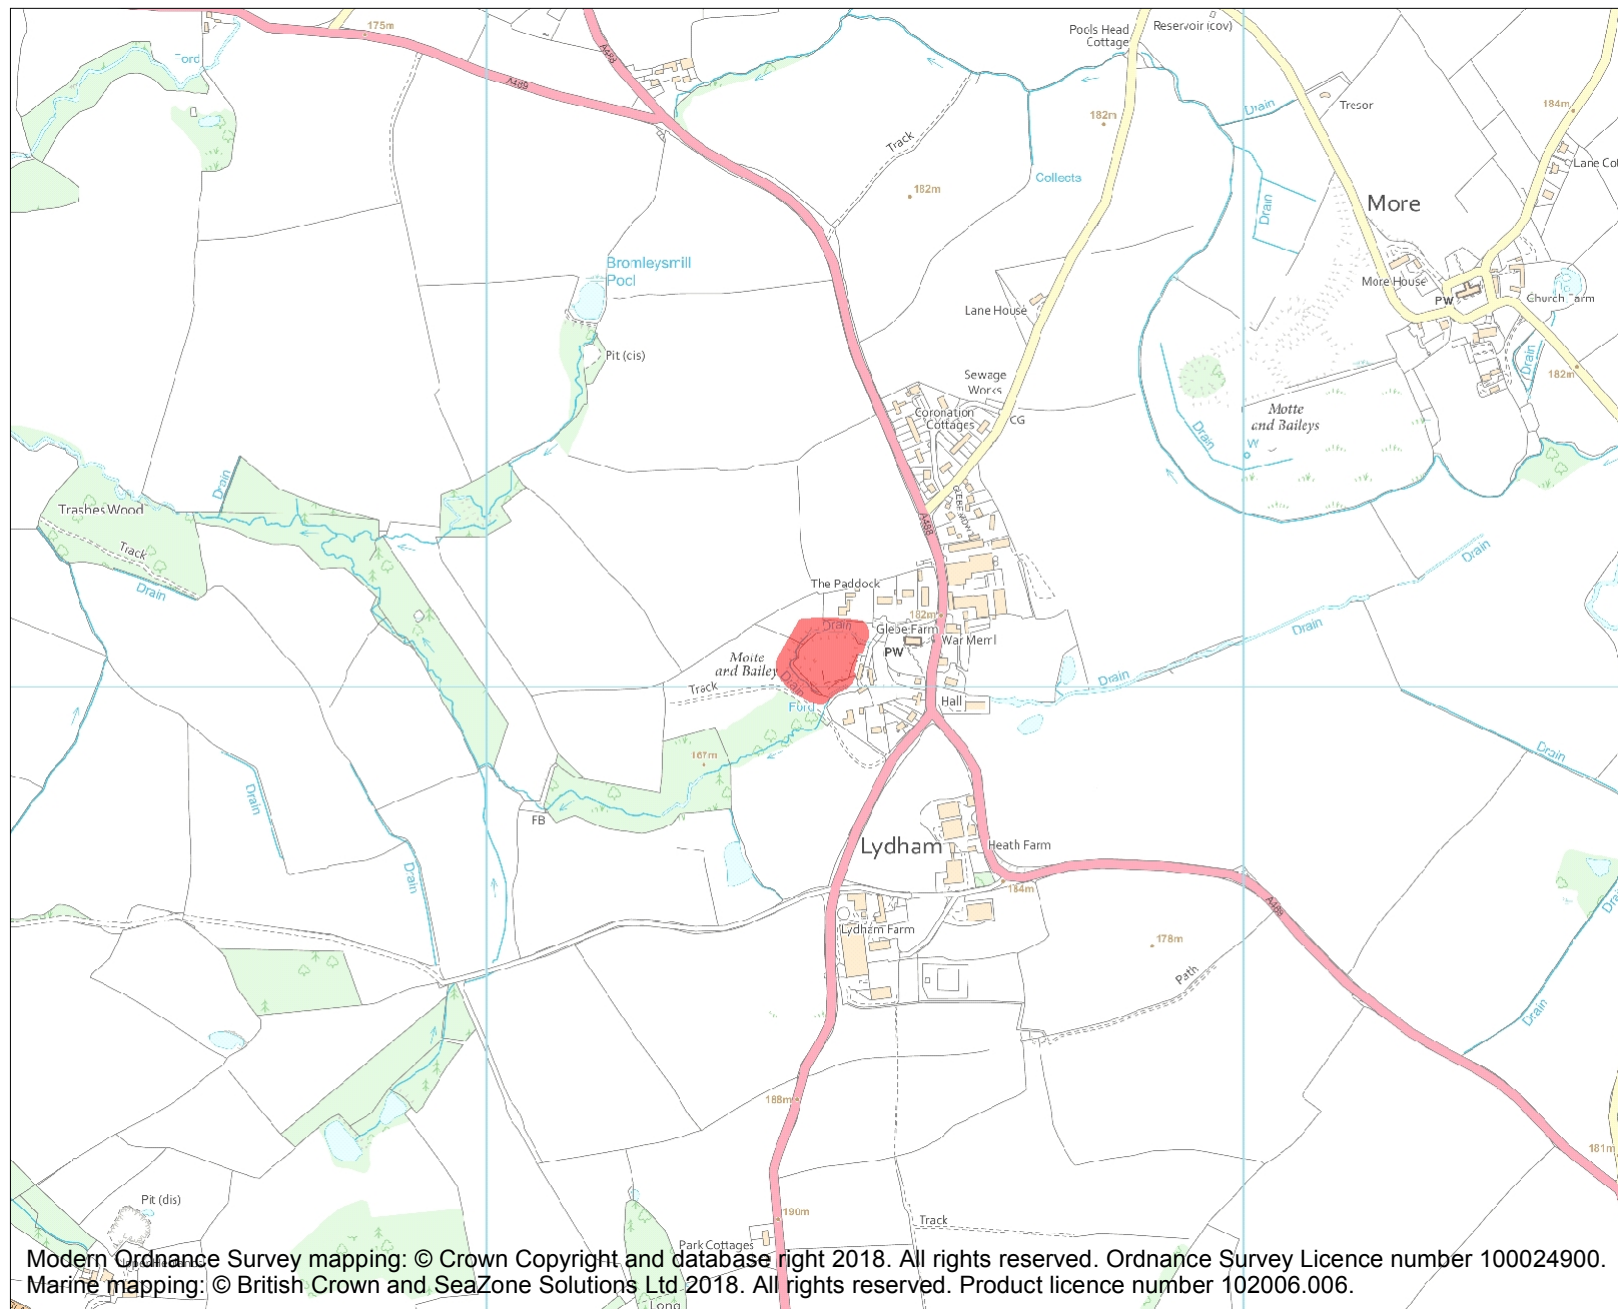 175m
A489
A488
Pools Head
Cottage
Reservoir (cov)
Ford
Track
182m
182m
Collects
Drain
Tresor
184m
Lane Cot
Drain
More
Bromleysmill
Pool
Pit (dis)
Lane House
More House
PW
Church Farm
Drain
182m
Sewage
Works
Coronation
Cottages
CG
Motte
and Baileys
W
Drain
Drain
Trashes Wood
Track
Drain
A488
The Paddock
182m
Drain
Glebe Farm
War Meml
PW
Motte
and Bailey
Drain
Track
Ford
Hall
Drain
Drain
Drain
Drain
167m
FB
Drain
Drain
Lydham
Heath Farm
184m
A489
Lydham Farm
178m
Path
Drain
188m
181m
Pit (dis)
190m
Track
Park Cottages
Long
Modern Ordnance Survey mapping: © Crown Copyright and database right 2018. All rights reserved. Ordnance Survey Licence number 100024900.
Marine mapping: © British Crown and SeaZone Solutions Ltd 2018. All rights reserved. Product licence number 102006.006.